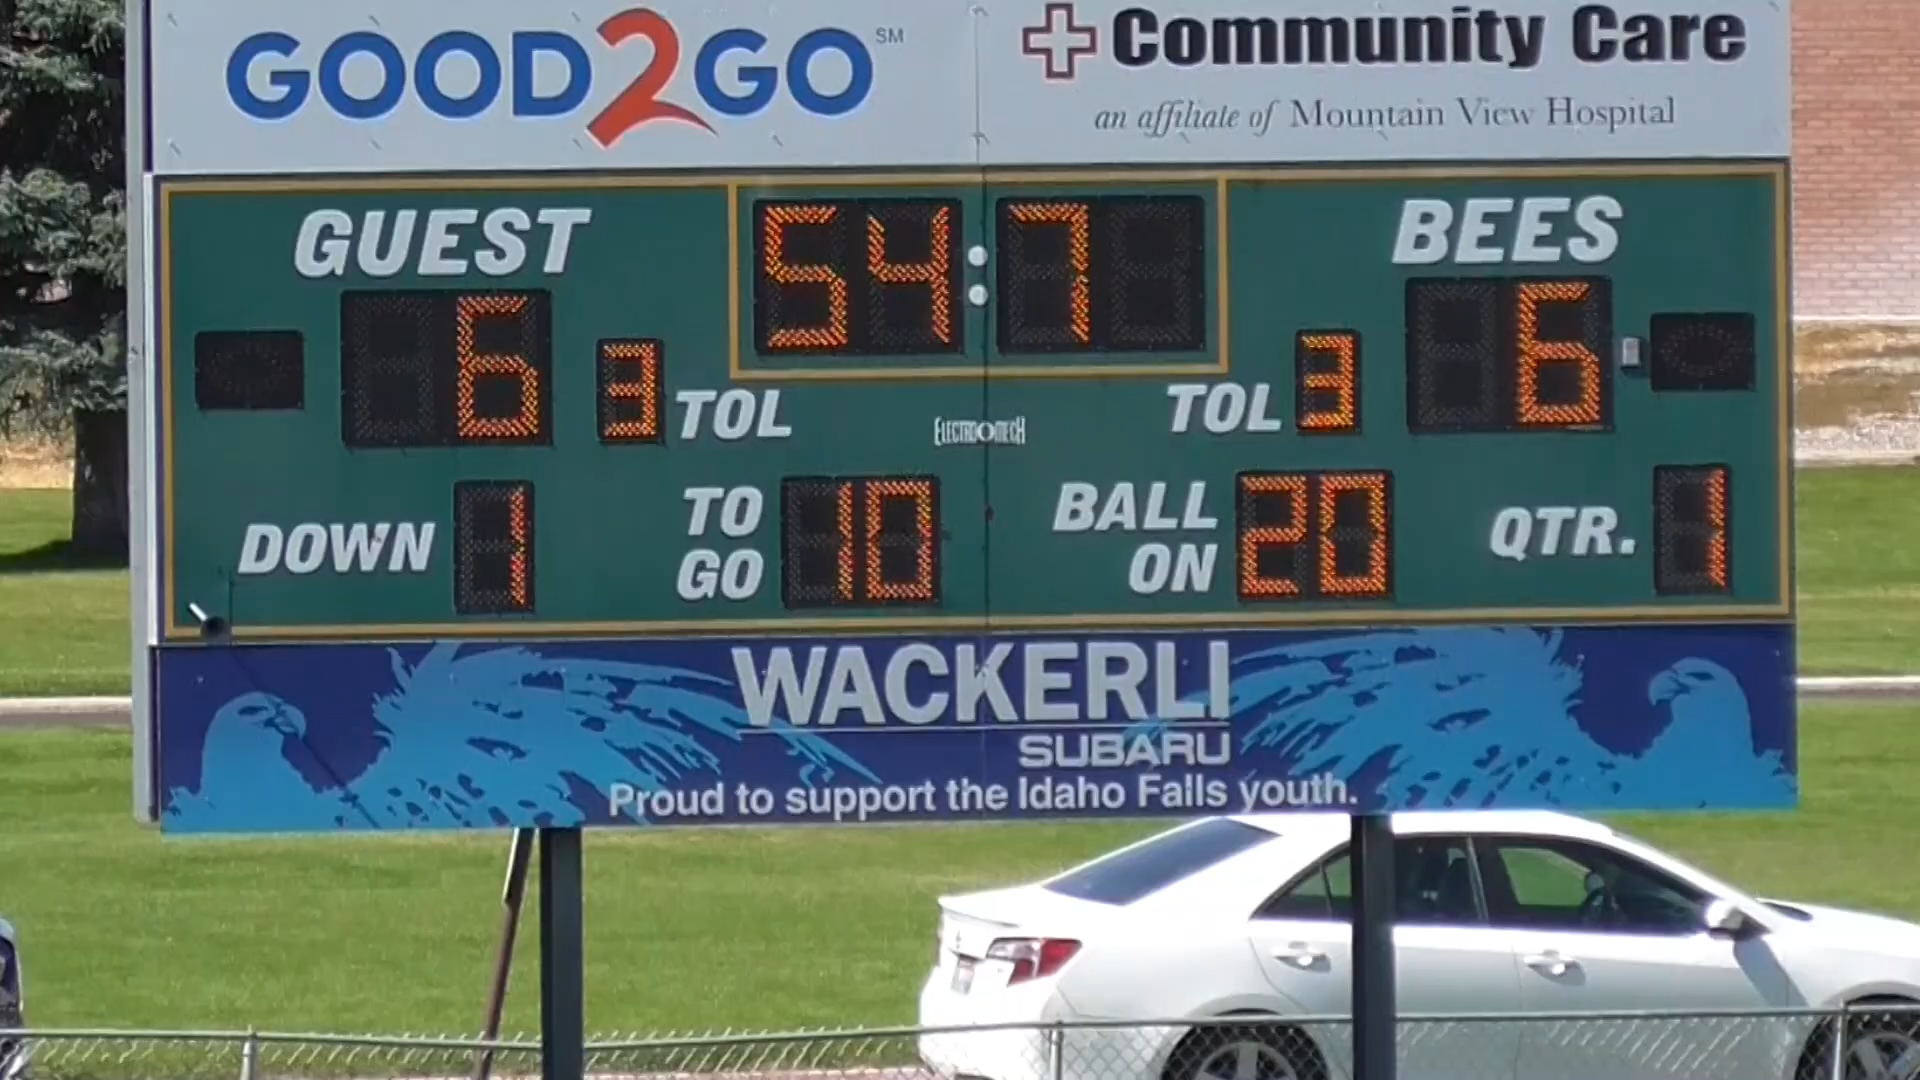 GOOD2GO SM
Community Care
an affiliate of Mountain View Hospital
GUEST 54:7 BEES
6 3 TOL TOL 3 6
ELECTRO-MECH
DOWN 1 TO GO 10 BALL ON 20 QTR. 1
WACKERLI
SUBARU
Proud to support the Idaho Falls youth.